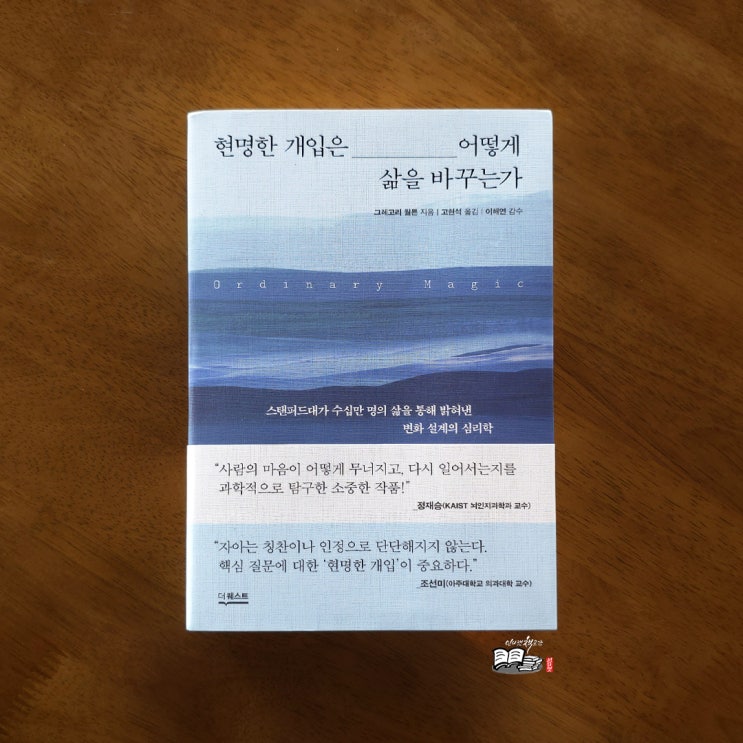 현명한 개입은 어떻게
삶을 바꾸는가
그레고리 월튼 지음 | 고현석 옮김 | 이해연 감수
Ordinary Magic
스탠퍼드대가 수십만 명의 삶을 통해 밝혀낸
변화 설계의 심리학
“사람의 마음이 어떻게 무너지고, 다시 일어서는지를
과학적으로 탐구한 소중한 작품!”
_정재승(KAIST 뇌인지과학과 교수)
“자아는 칭찬이나 인정으로 단단해지지 않는다.
핵심 질문에 대한 ‘현명한 개입’이 중요하다.”
_조선미(아주대학교 의과대학 교수)
더퀘스트